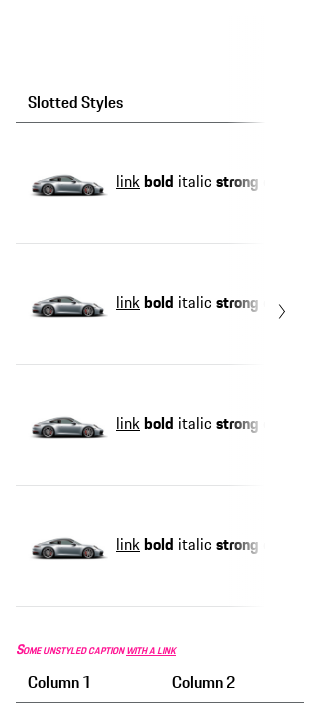 Slotted Styles
link bold italic strong
link bold italic strong
link bold italic strong
link bold italic strong
Some unstyled caption with a link
Column 1 Column 2